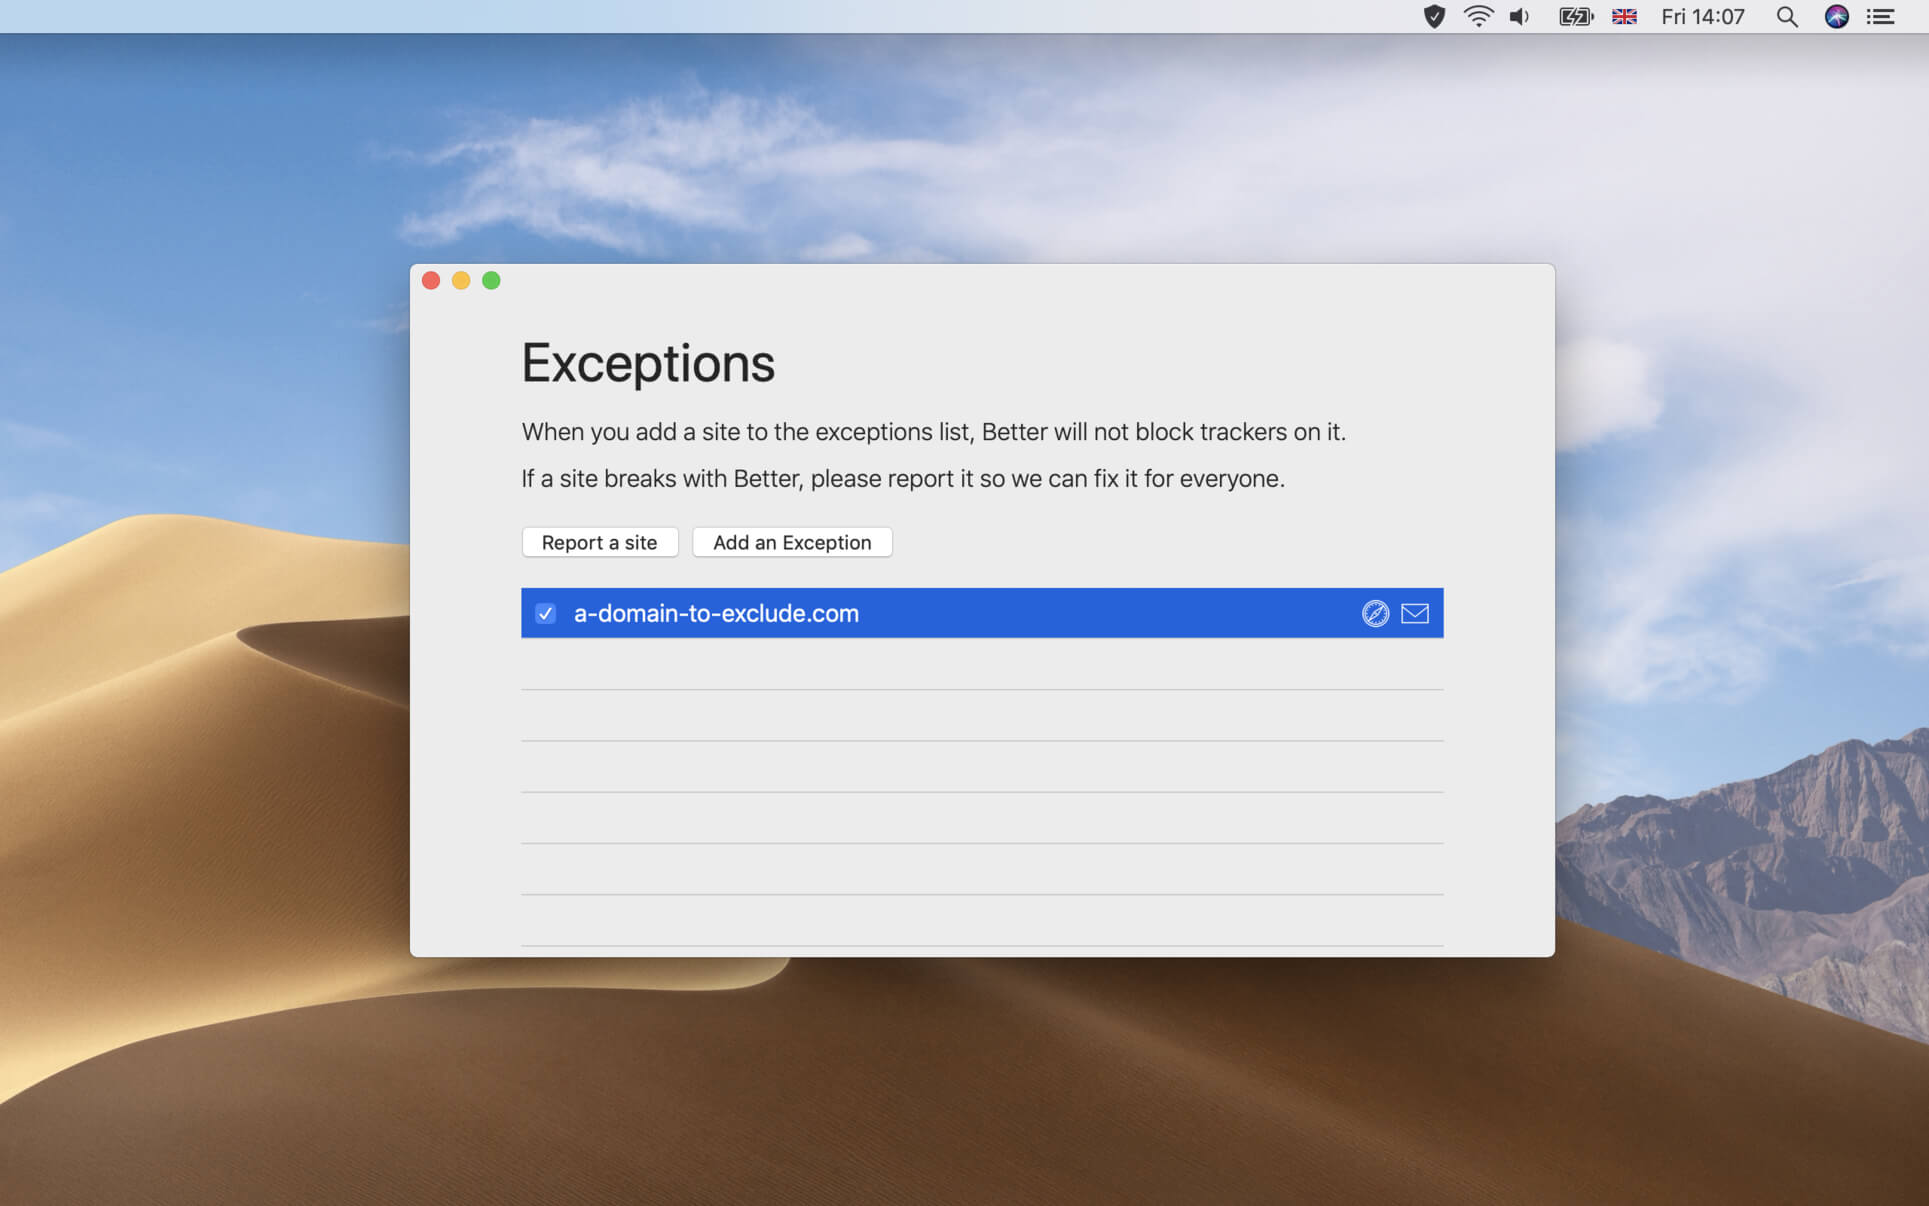 Fri 14:07
Exceptions
When you add a site to the exceptions list, Better will not block trackers on it.
If a site breaks with Better, please report it so we can fix it for everyone.
Report a site
Add an Exception
a-domain-to-exclude.com